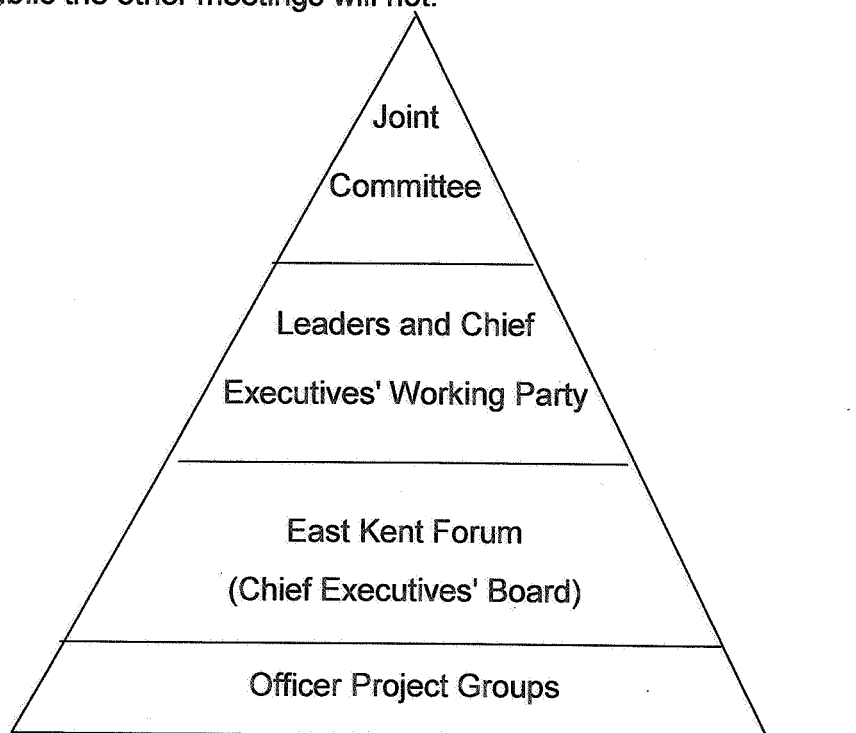 the other meetings will not.
Joint
Committee
Leaders and Chief
Executives' Working Party
East Kent Forum
(Chief Executives' Board)
Officer Project Groups